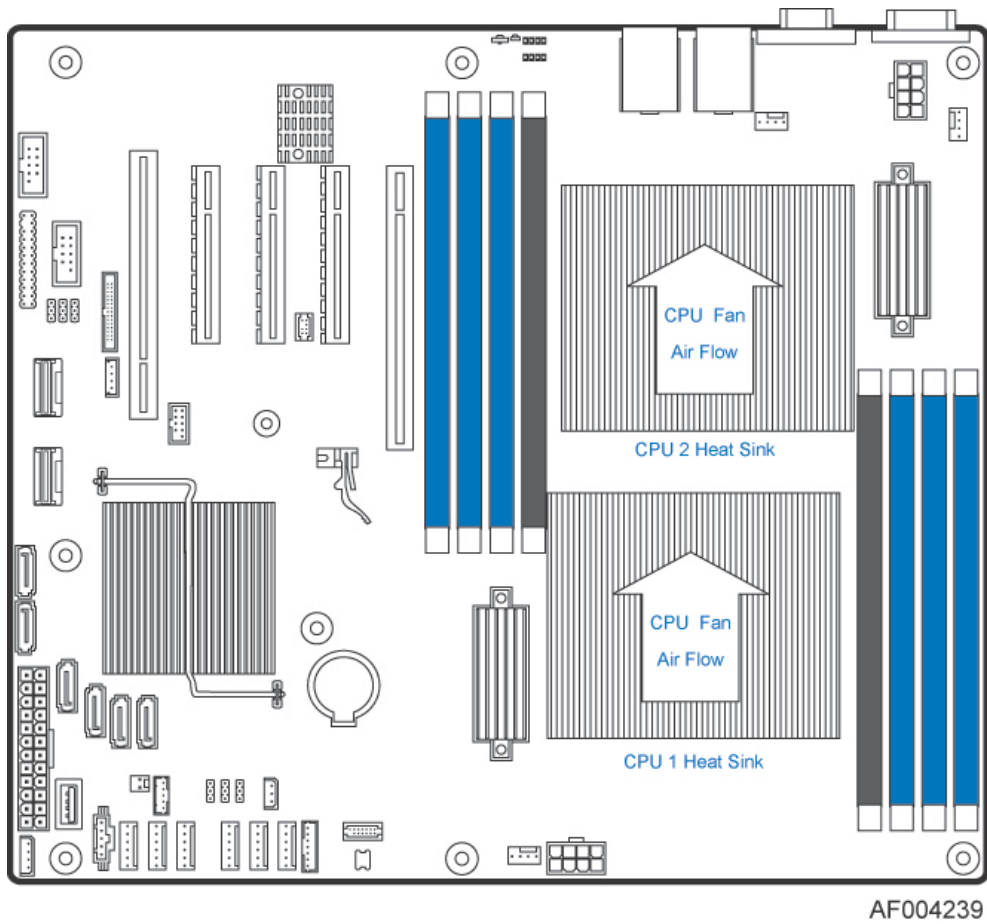 CPU Fan
Air Flow
CPU 2 Heat Sink
CPU Fan
Air Flow
CPU 1 Heat Sink
AF004239